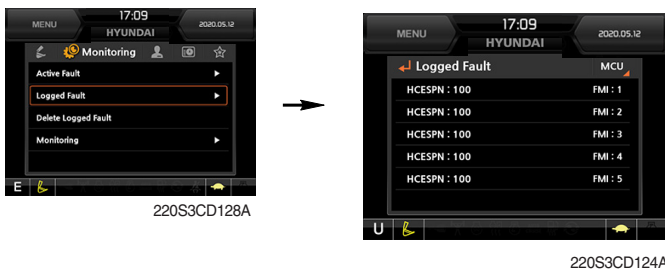 MENU
17:09
HYUNDAI
2020.05.12
Monitoring
Active Fault
Logged Fault
Delete Logged Fault
Monitoring
E
220S3CD128A
MENU
17:09
HYUNDAI
2020.05.12
Logged Fault MCU
HCESPN : 100 FMI : 1
HCESPN : 100 FMI : 2
HCESPN : 100 FMI : 3
HCESPN : 100 FMI : 4
HCESPN : 100 FMI : 5
U
220S3CD124A